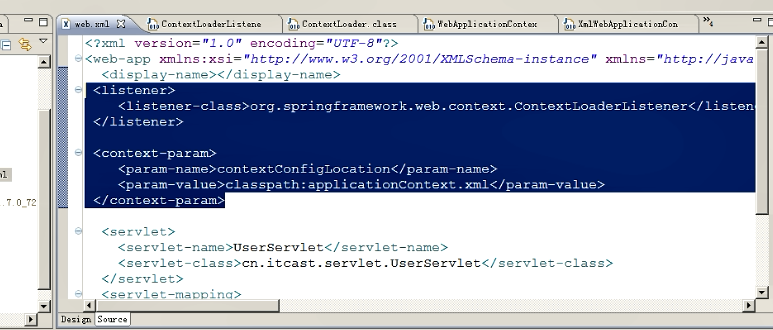 web.xml
ContextLoaderListene
ContextLoader.class
WebApplicationContex
XmlWebApplicationCon
4
<?xml version="1.0" encoding="UTF-8"?>
<web-app xmlns:xsi="http://www.w3.org/2001/XMLSchema-instance" xmlns="http://java
<display-name></display-name>
<listener>
<listener-class>org.springframework.web.context.ContextLoaderListener</listen
</listener>
<context-param>
<param-name>contextConfigLocation</param-name>
<param-value>classpath:applicationContext.xml</param-value>
</context-param>
<servlet>
<servlet-name>UserServlet</servlet-name>
<servlet-class>cn.itcast.servlet.UserServlet</servlet-class>
</servlet>
<servlet-mapping>
.7.0_72
Design Source